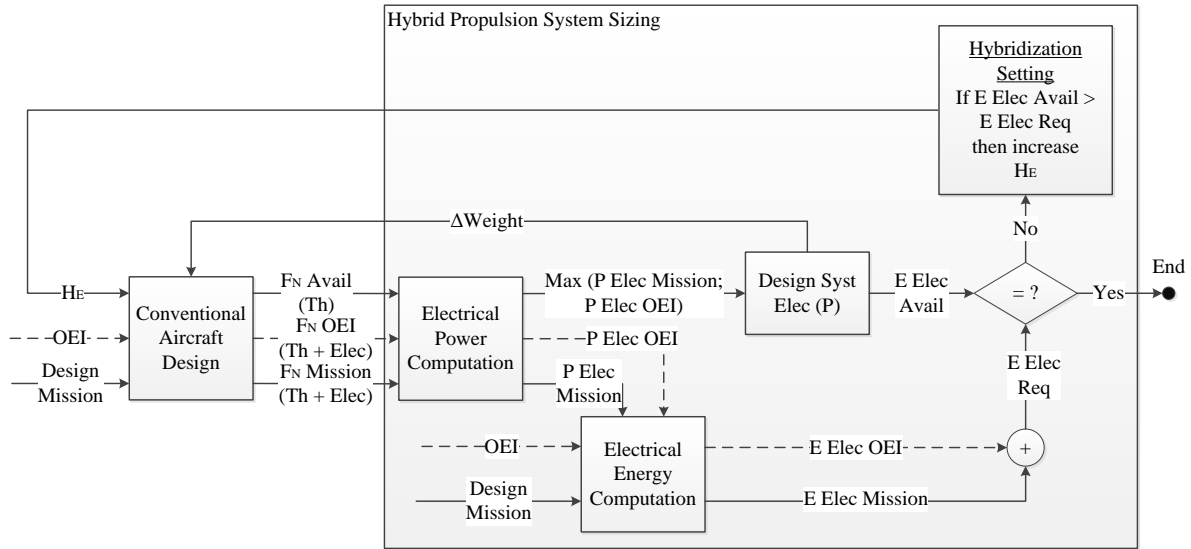 Hybrid Propulsion System Sizing
Hybridization
Setting
If E Elec Avail >
E Elec Req
then increase
HE
No
ΔWeight
HE
OEI
Design
Mission
Conventional
Aircraft
Design
FN Avail
(Th)
FN OEI
(Th + Elec)
FN Mission
(Th + Elec)
Electrical
Power
Computation
Max (P Elec Mission;
P Elec OEI)
P Elec OEI
P Elec
Mission
Design Syst
Elec (P)
E Elec
Avail
= ?
Yes
End
E Elec
Req
OEI
Design
Mission
Electrical
Energy
Computation
E Elec OEI
E Elec Mission
+